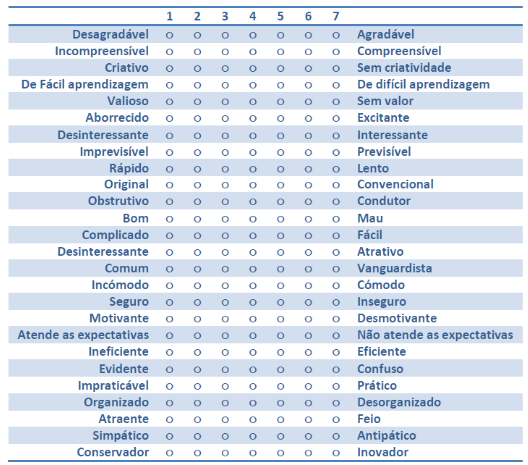 1 2 3 4 5 6 7
Desagradável o o o o o o o Agradável
Incompreensível o o o o o o o Compreensível
Criativo o o o o o o o Sem criatividade
De Fácil aprendizagem o o o o o o o De difícil aprendizagem
Valioso o o o o o o o Sem valor
Aborrecido o o o o o o o Excitante
Desinteressante o o o o o o o Interessante
Imprevisível o o o o o o o Previsível
Rápido o o o o o o o Lento
Original o o o o o o o Convencional
Obstrutivo o o o o o o o Condutor
Bom o o o o o o o Mau
Complicado o o o o o o o Fácil
Desinteressante o o o o o o o Atrativo
Comum o o o o o o o Vanguardista
Incómodo o o o o o o o Cómodo
Seguro o o o o o o o Inseguro
Motivante o o o o o o o Desmotivante
Atende as expectativas o o o o o o o Não atende as expectativas
Ineficiente o o o o o o o Eficiente
Evidente o o o o o o o Confuso
Impraticável o o o o o o o Prático
Organizado o o o o o o o Desorganizado
Atraente o o o o o o o Feio
Simpático o o o o o o o Antipático
Conservador o o o o o o o Inovador